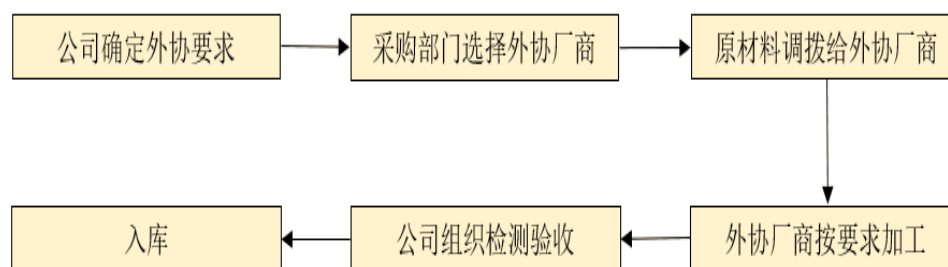 公司确定外协要求
采购部门选择外协厂商
原材料调拨给外协厂商
外协厂商按要求加工
公司组织检测验收
入库